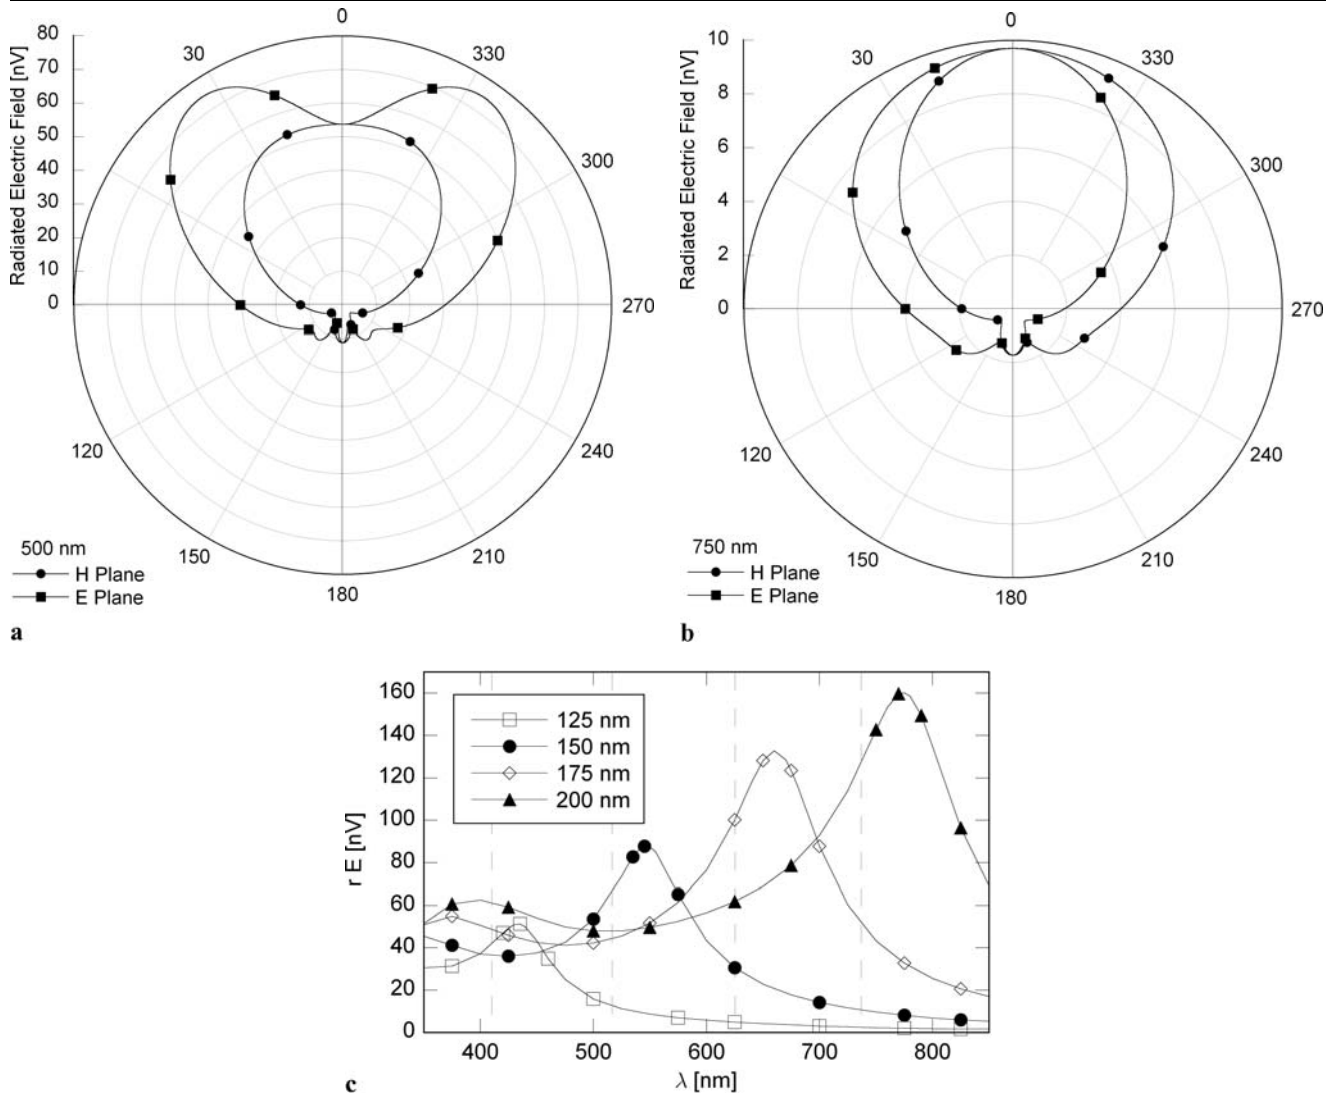 0
80
70
60
50
40
30
20
10
0
Radiated Electric Field [nV]
30
330
300
270
240
210
180
150
120
500 nm
H Plane
E Plane
a
0
10
8
6
4
2
0
Radiated Electric Field [nV]
30
330
300
270
240
210
180
150
120
750 nm
H Plane
E Plane
b
160
140
120
100
80
60
40
20
0
r E [nV]
125 nm
150 nm
175 nm
200 nm
400 500 600 700 800
λ [nm]
c